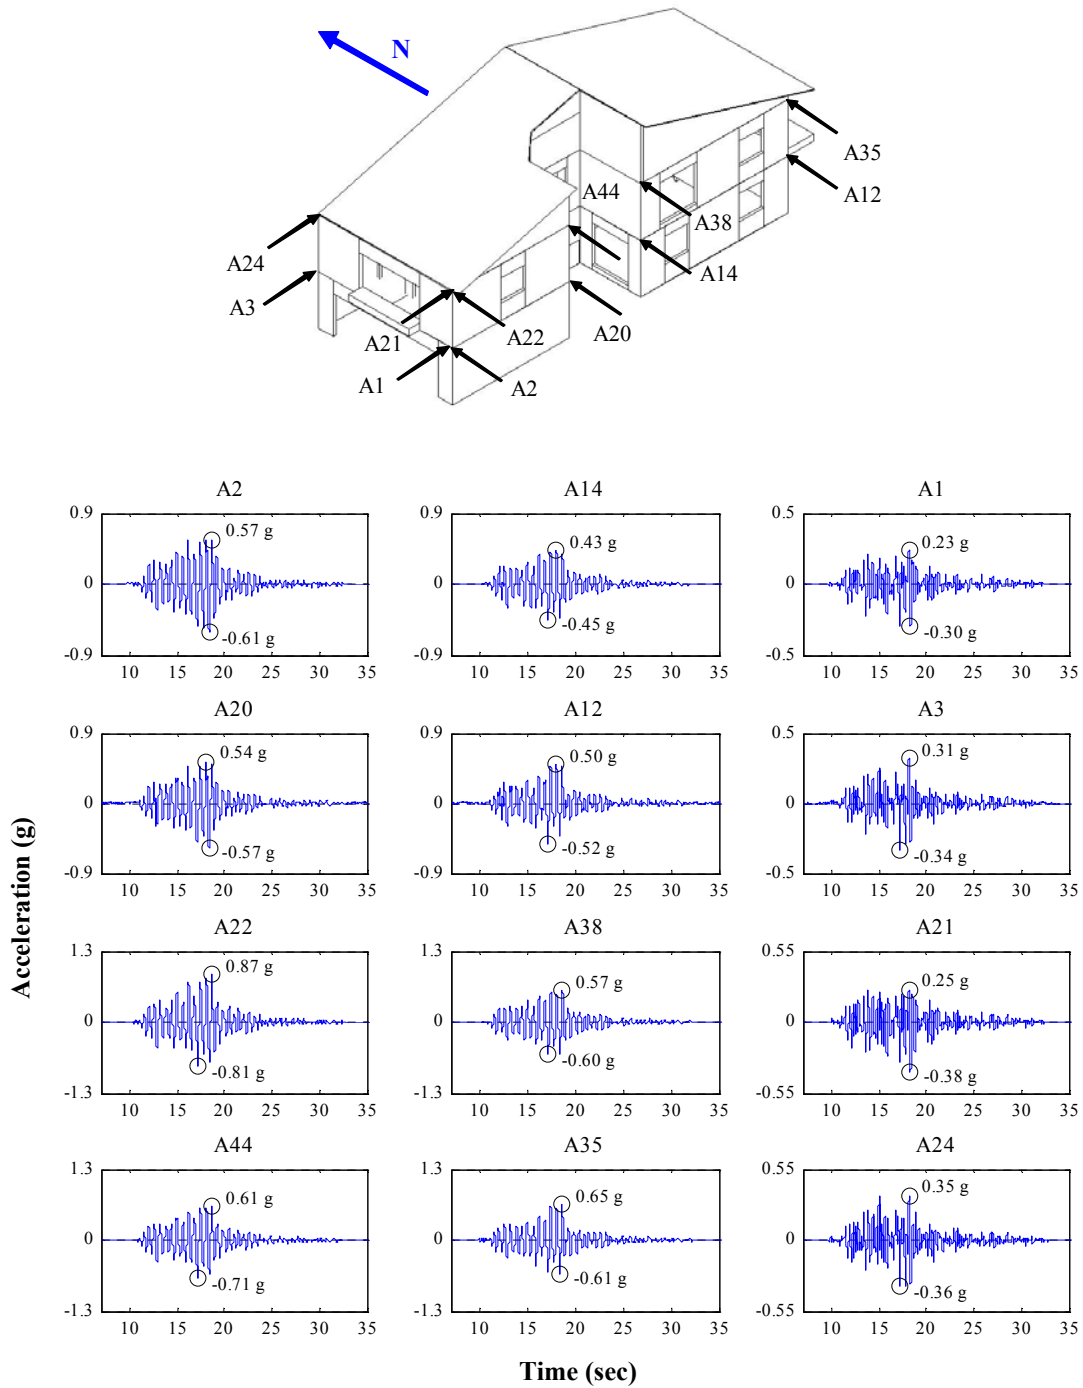 N
A35
A44
A12
A38
A24
A14
A3
A20
A21
A22
A1
A2
A2
A14
A1
0.9
0.57 g
0
-0.61 g
-0.9
10 15 20 25 30 35
0.9
0.43 g
0
-0.45 g
-0.9
10 15 20 25 30 35
0.5
0.23 g
0
-0.30 g
-0.5
10 15 20 25 30 35
A20
A12
A3
0.9
0.54 g
0
-0.57 g
-0.9
10 15 20 25 30 35
0.9
0.50 g
0
-0.52 g
-0.9
10 15 20 25 30 35
0.5
0.31 g
0
-0.34 g
-0.5
10 15 20 25 30 35
A22
A38
A21
1.3
0.87 g
0
-0.81 g
-1.3
10 15 20 25 30 35
1.3
0.57 g
0
-0.60 g
-1.3
10 15 20 25 30 35
0.55
0.25 g
0
-0.38 g
-0.55
10 15 20 25 30 35
A44
A35
A24
1.3
0.61 g
0
-0.71 g
-1.3
10 15 20 25 30 35
1.3
0.65 g
0
-0.61 g
-1.3
10 15 20 25 30 35
0.55
0.35 g
0
-0.36 g
-0.55
10 15 20 25 30 35
Acceleration (g)
Time (sec)